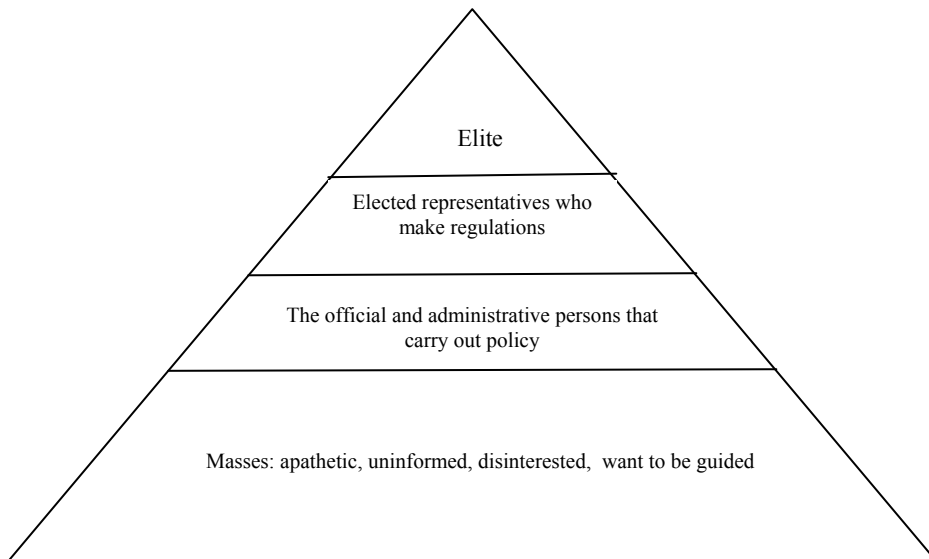 Elite
Elected representatives who
make regulations
The official and administrative persons that
carry out policy
Masses: apathetic, uninformed, disinterested,  want to be guided